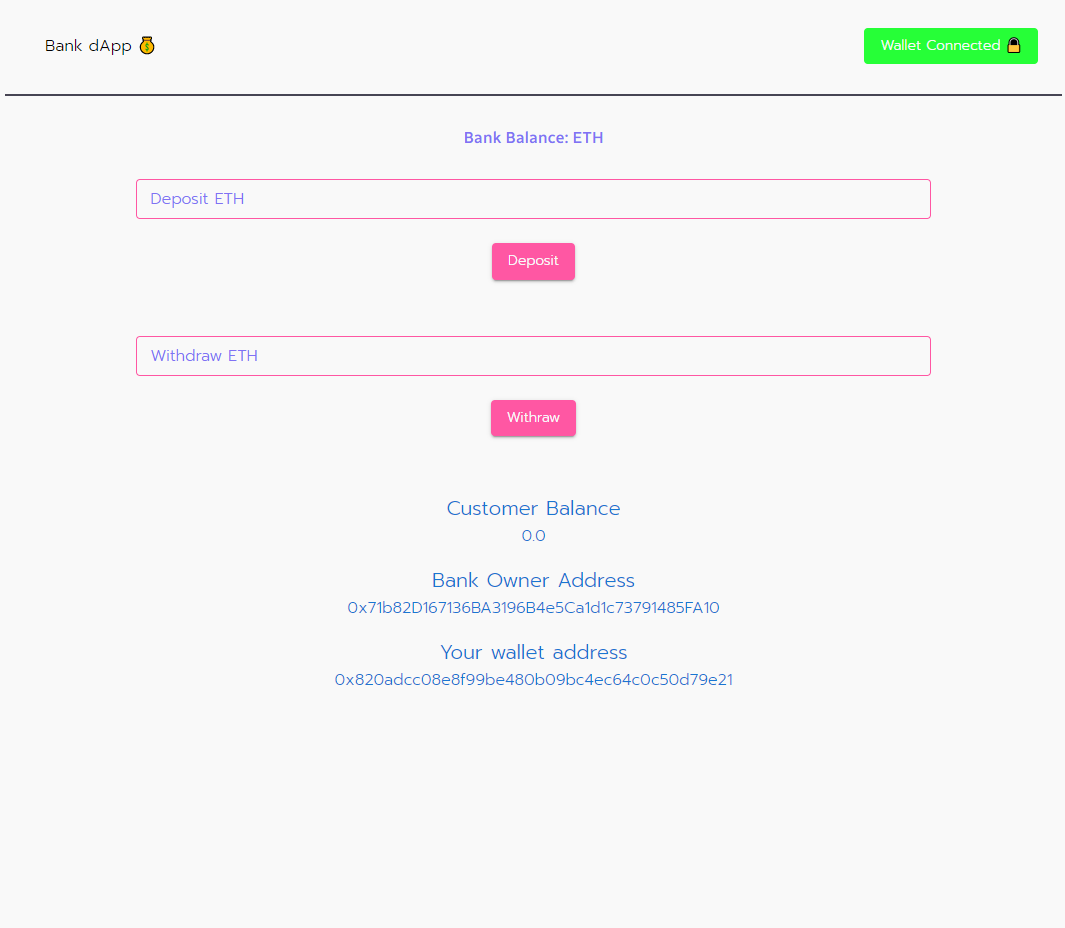 Bank dApp 💰
Wallet Connected 🔒
Bank Balance: ETH
Deposit ETH
Deposit
Withdraw ETH
Withraw
Customer Balance
0.0
Bank Owner Address
0x71b82D167136BA3196B4e5Ca1d1c73791485FA10
Your wallet address
0x820adcc08e8f99be480b09bc4ec64c0c50d79e21